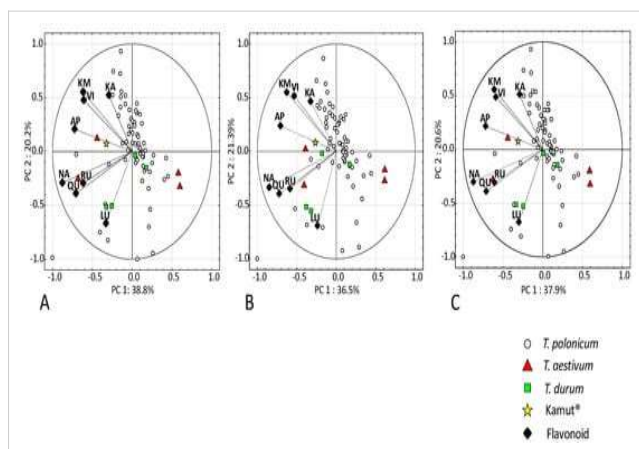 1.0 1.0 1.0
KM VI KA KM VI KA KM VI KA
0.5 0.5 0.5
AP AP AP
PC 2 : 20.2% 0.0 PC 2 : 21.39% 0.0 PC 2 : 20.6% 0.0
NA QU RU NA QU RU NA QU RU
-0.5 -0.5 -0.5
LU LU LU
-1.0 -1.0 -1.0
-1.0 -0.5 0.0 0.5 1.0 -1.0 -0.5 0.0 0.5 1.0 -1.0 -0.5 0.0 0.5 1.0
A PC 1: 38.8% B PC 1 : 36.5% C PC 1 : 37.9%
T. polonicum
T. aestivum
T. durum
Kamut®
Flavonoid